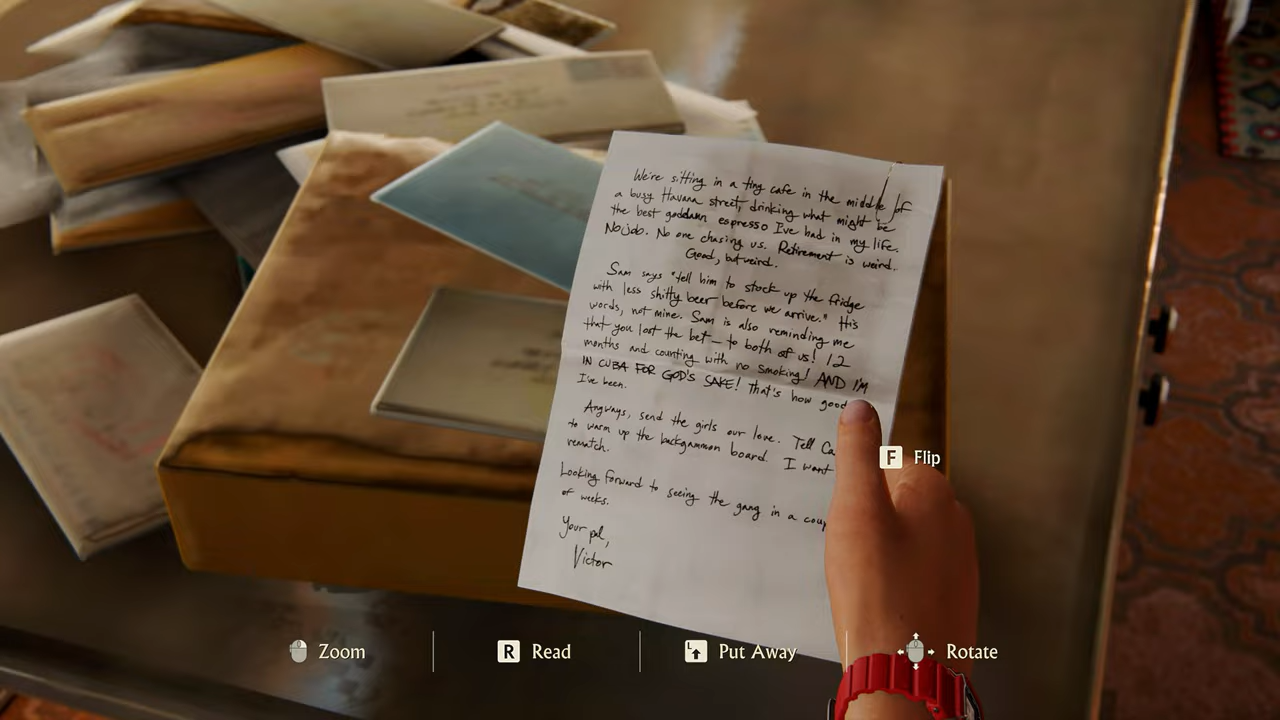 We're sitting in a tiny cafe in the middle of
a busy Havana street, drinking what might be
the best goddamn espresso I've had in my life.
No job. No one chasing us. Retirement is weird.
Good, but weird.
Sam says "tell him to stock up the fridge
with less shitty beer before we arrive." His
words, not mine. Sam is also reminding me
that you lost the bet — to both of us! 12
months and counting with no smoking! AND I'M
IN CUBA FOR GOD'S SAKE! That's how good
I've been.
Anyways, send the girls our love. Tell Ca
to warm up the backgammon board. I want
rematch.
Looking forward to seeing the gang in a coup
of weeks.
Your pal,
Victor
F Flip
Zoom
R Read
L Put Away
Rotate